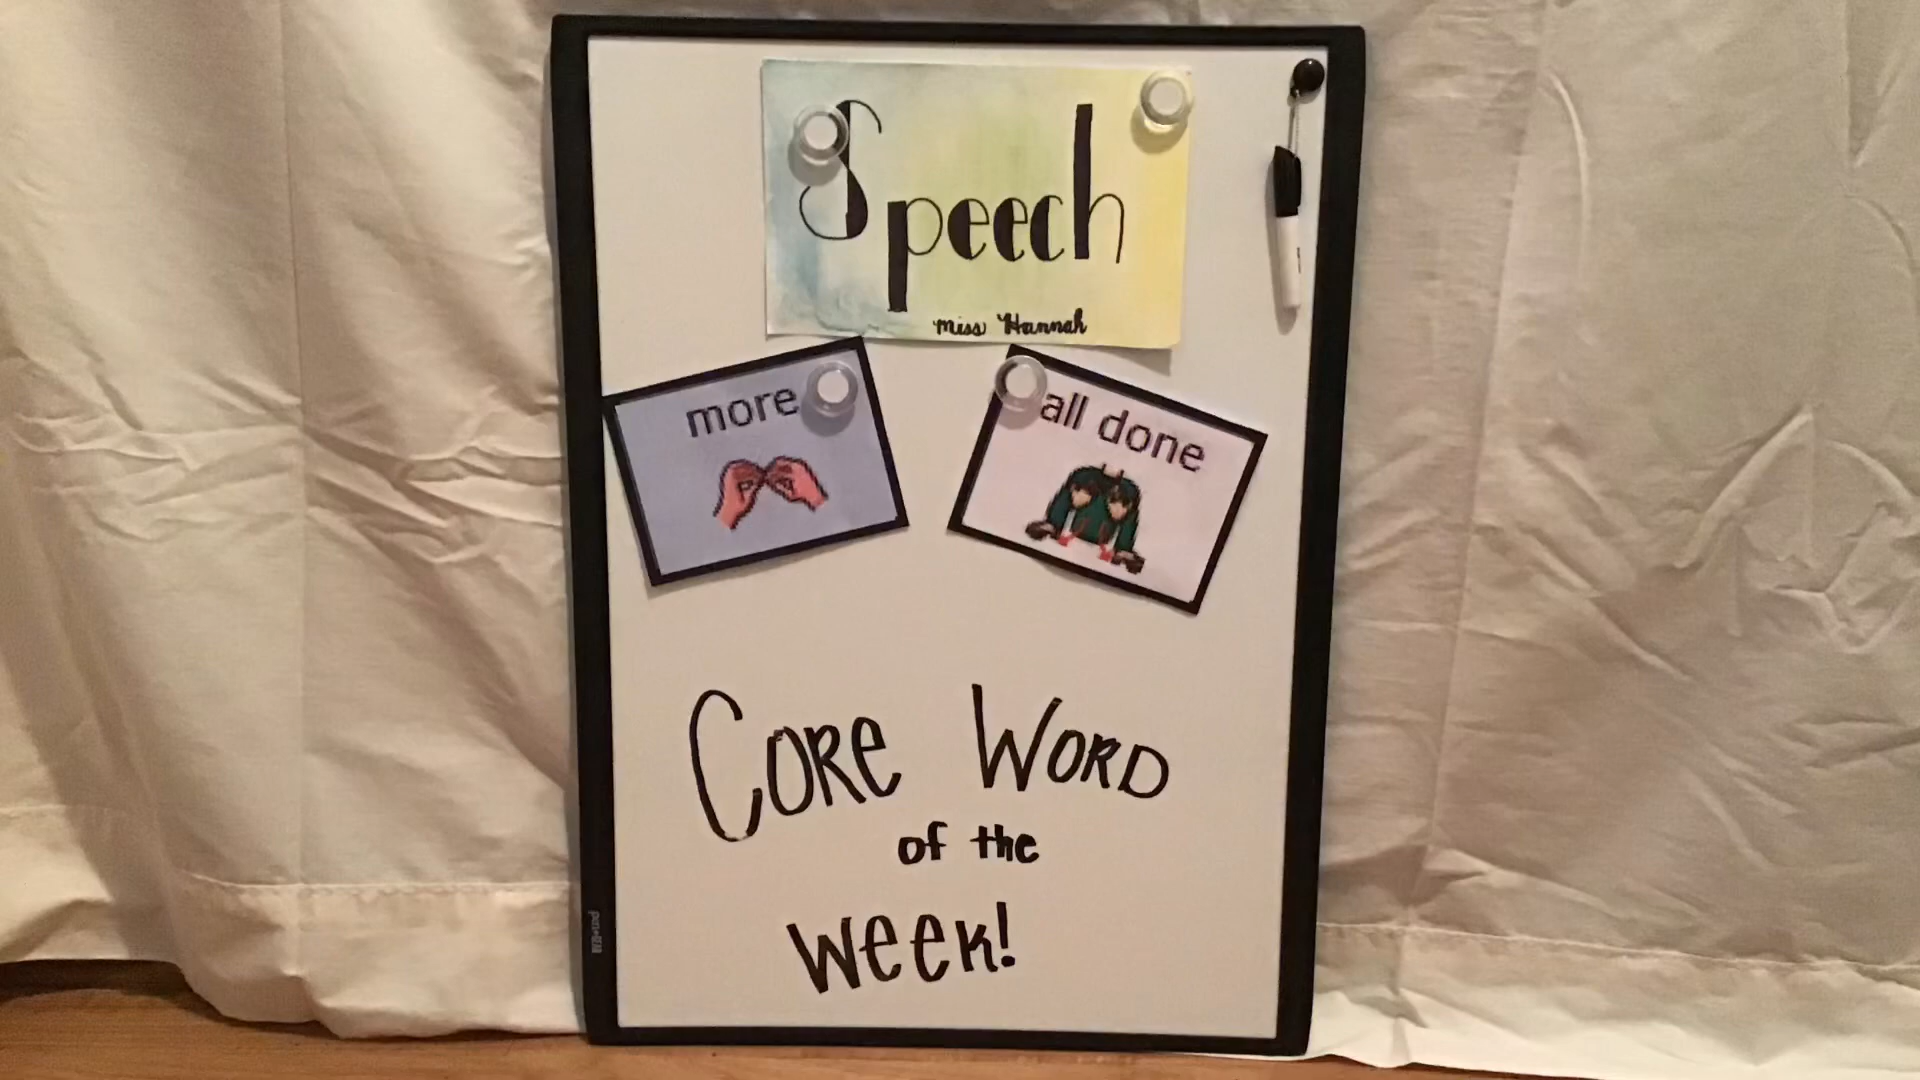 Speech
Miss Hannah
more
all done
CORe WORD
of the
Week!